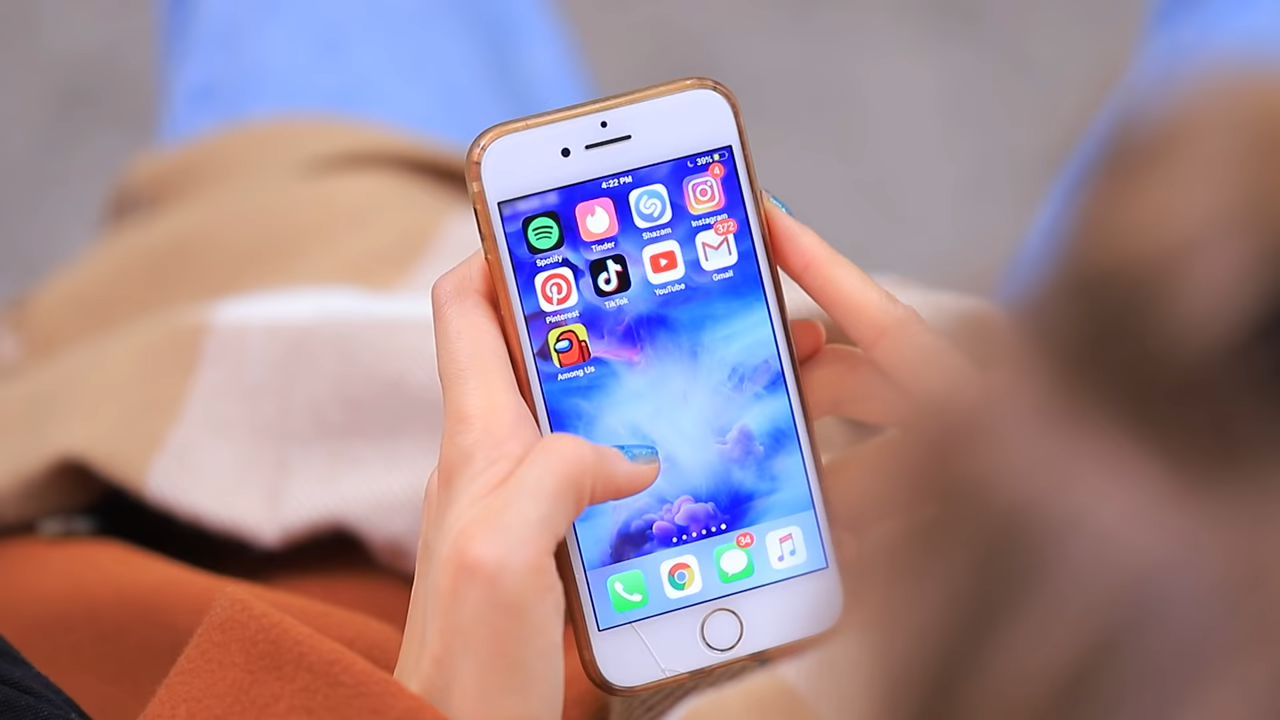 4:22 PM
39%
4
Spotify
Tinder
Shazam
Instagram
372
Pinterest
TikTok
YouTube
Gmail
Among Us
34